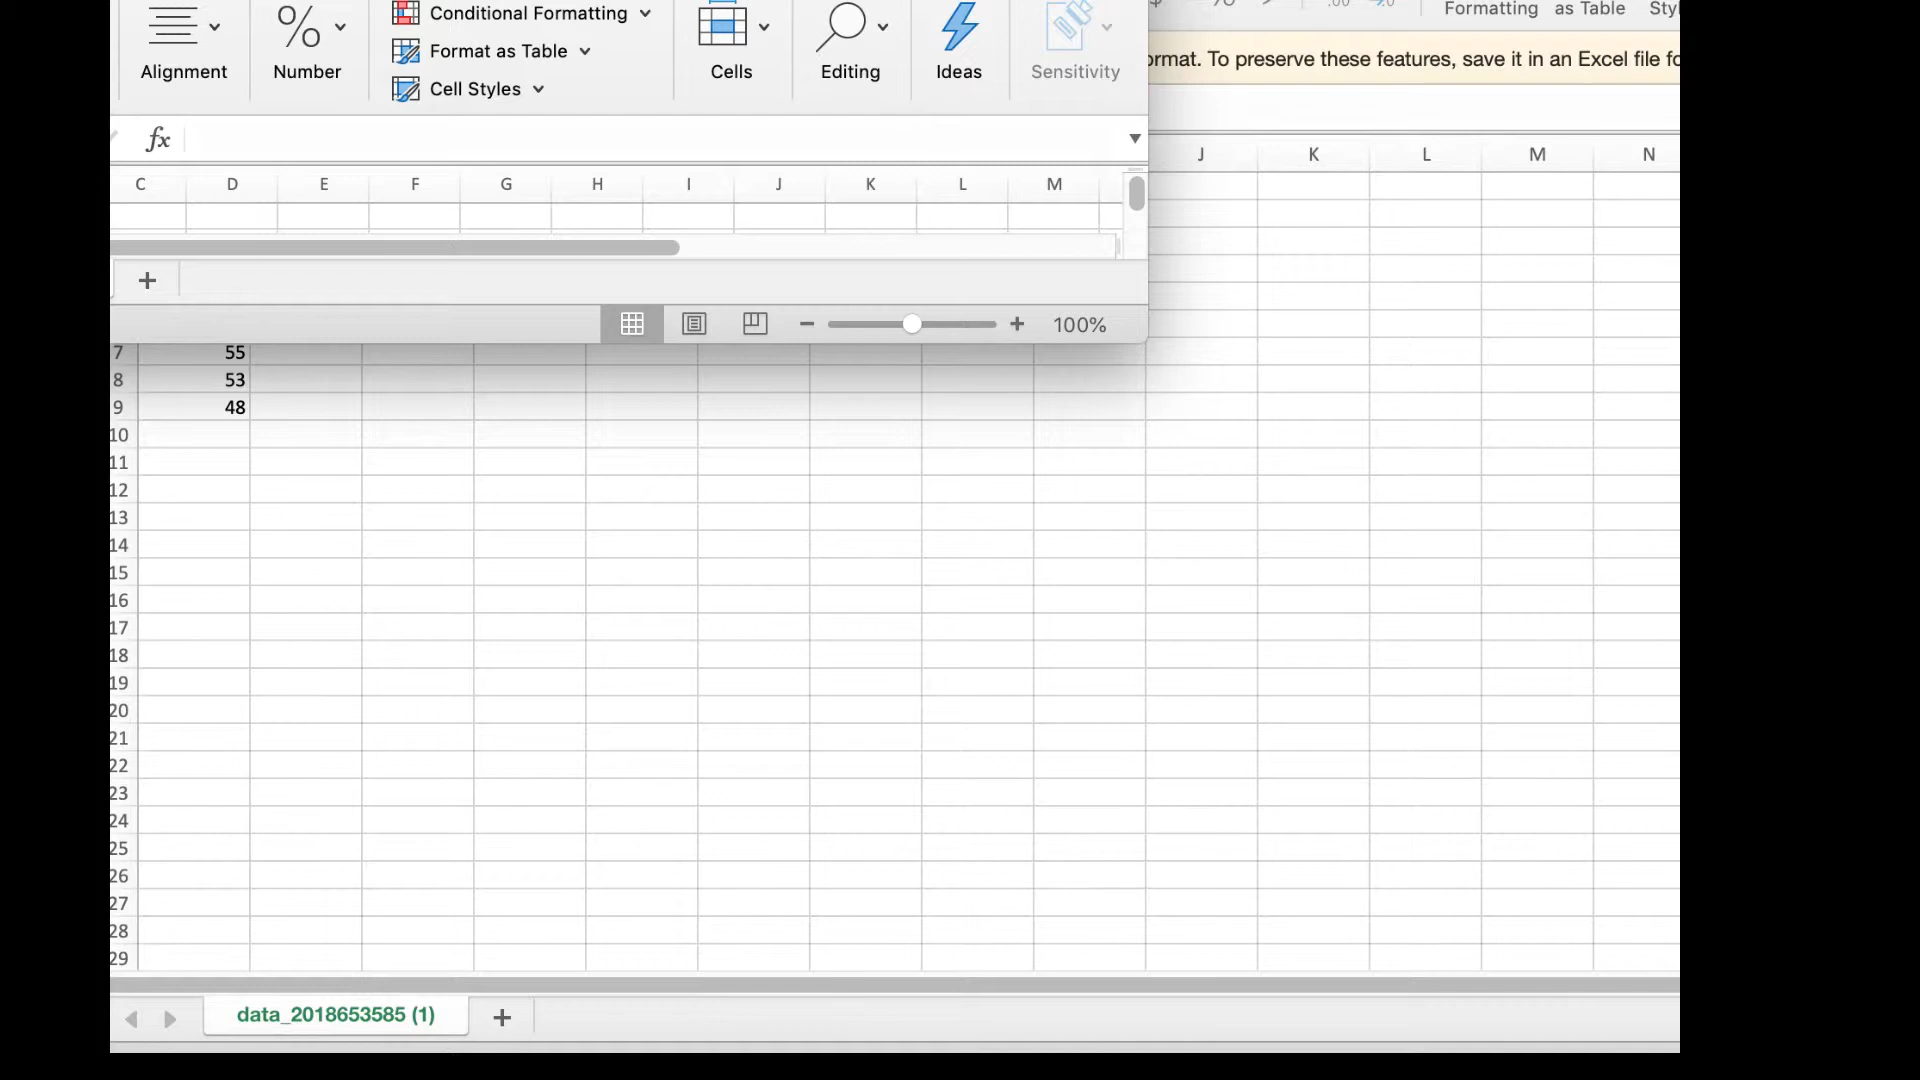 Conditional Formatting
Format as Table
Cell Styles
Alignment
Number
Cells
Editing
Ideas
Sensitivity
Formatting as Table
ormat. To preserve these features, save it in an Excel file fo
fx
J K L M N
C D E F G H I J K L M
100%
7 55
8 53
9 48
10
11
12
13
14
15
16
17
18
19
20
21
22
23
24
25
26
27
28
29
data_2018653585 (1)